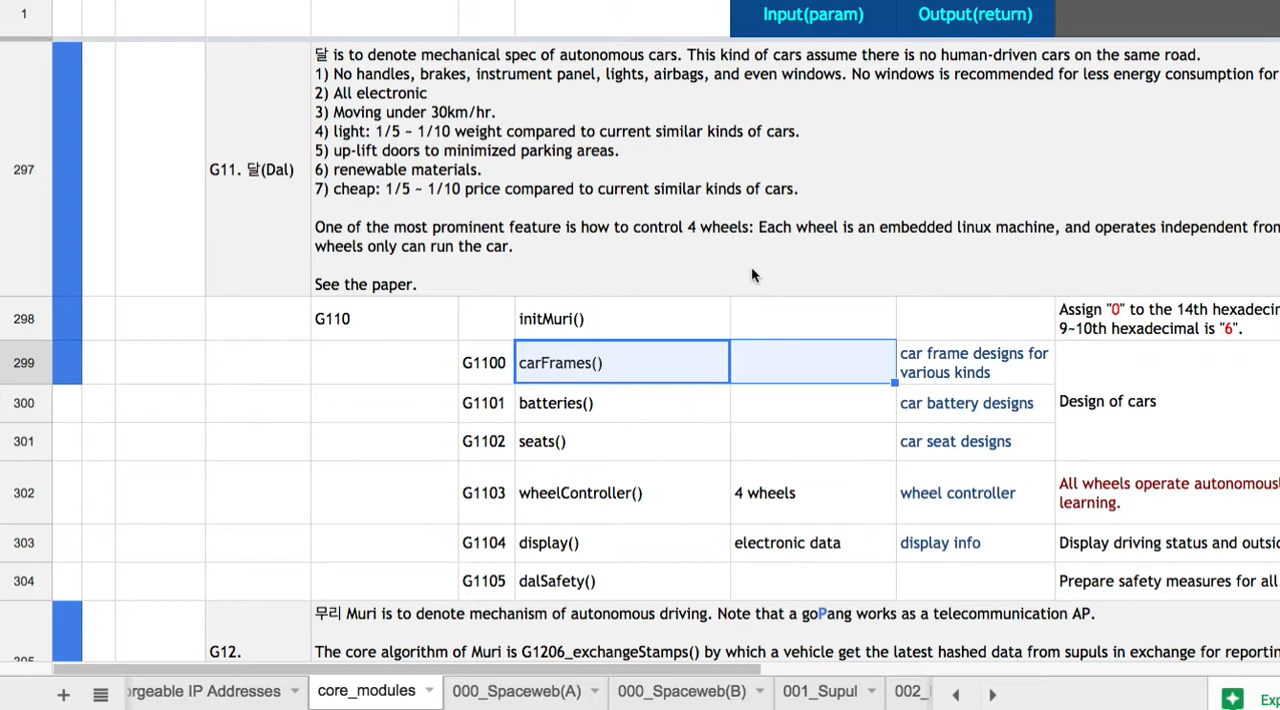 1
Input(param)
Output(return)
297
G11. 달(Dal)
달 is to denote mechanical spec of autonomous cars. This kind of cars assume there is no human-driven cars on the same road.
1) No handles, brakes, instrument panel, lights, airbags, and even windows. No windows is recommended for less energy consumption for
2) All electronic
3) Moving under 30km/hr.
4) light: 1/5 ~ 1/10 weight compared to current similar kinds of cars.
5) up-lift doors to minimized parking areas.
6) renewable materials.
7) cheap: 1/5 ~ 1/10 price compared to current similar kinds of cars.
One of the most prominent feature is how to control 4 wheels: Each wheel is an embedded linux machine, and operates independent from
wheels only can run the car.
See the paper.
298
G110
initMuri()
Assign "0" to the 14th hexadecim
9~10th hexadecimal is "6".
299
G1100
carFrames()
car frame designs for
various kinds
300
G1101
batteries()
car battery designs
Design of cars
301
G1102
seats()
car seat designs
302
G1103
wheelController()
4 wheels
wheel controller
All wheels operate autonomous
learning.
303
G1104
display()
electronic data
display info
Display driving status and outsi
304
G1105
dalSafety()
Prepare safety measures for all
305
G12.
무리 Muri is to denote mechanism of autonomous driving. Note that a goPang works as a telecommunication AP.
The core algorithm of Muri is G1206_exchangeStamps() by which a vehicle get the latest hashed data from supuls in exchange for reporting
+
rgeable IP Addresses
core_modules
000_Spaceweb(A)
000_Spaceweb(B)
001_Supul
002_
Exp